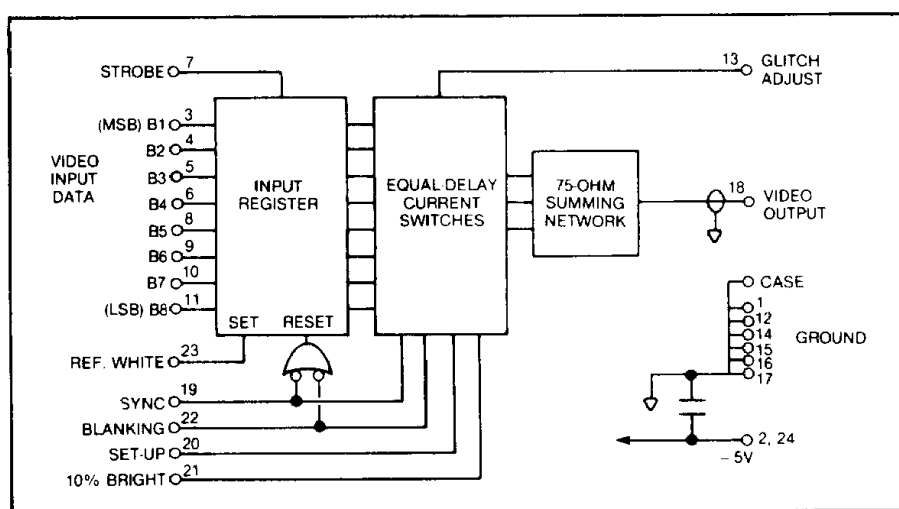 STROBE 7
13 GLITCH
ADJUST
(MSB) B1 3
B2 4
B3 5
B4 6
B5 8
B6 9
B7 10
(LSB) B8 11
VIDEO
INPUT
DATA
INPUT
REGISTER
SET RESET
EQUAL-DELAY
CURRENT
SWITCHES
75-OHM
SUMMING
NETWORK
18 VIDEO
OUTPUT
REF. WHITE 23
SYNC 19
BLANKING 22
SET-UP 20
10% BRIGHT 21
CASE
1
12
14
15
16
17
GROUND
2, 24
– 5V